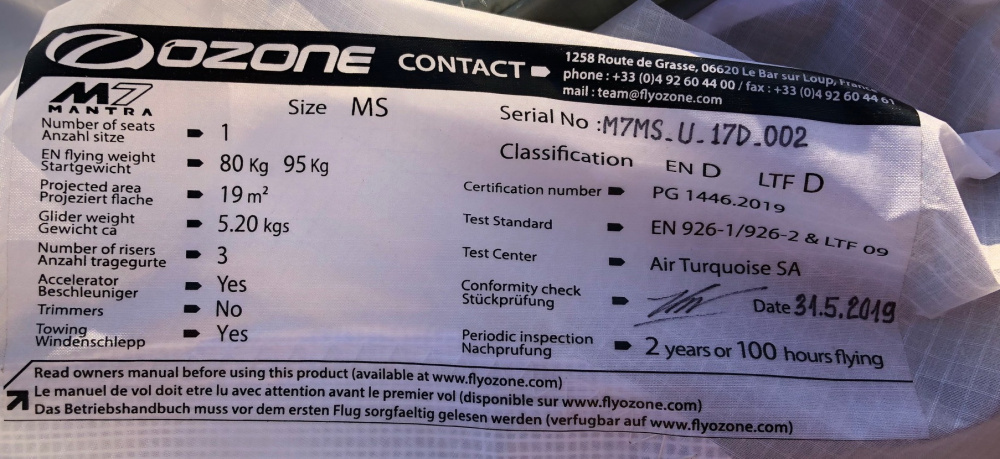 OZONE CONTACT
1258 Route de Grasse, 06620 Le Bar sur Loup, France
phone : +33 (0)4 92 60 44 00 / fax : +33 (0)4 92 60 44 61
mail : team@flyozone.com
M7
MANTRA
Size MS
Serial No : M7MS_U_17D_002
Classification EN D LTF D
Number of seats
Anzahl sitze
1
EN flying weight
Startgewicht
80 Kg 95 Kg
Projected area
Projeziert flache
19 m²
Glider weight
Gewicht ca
5.20 kgs
Number of risers
Anzahl tragegurte
3
Accelerator
Beschleuniger
Yes
Trimmers
No
Towing
Windenschlepp
Yes
Certification number
PG 1446.2019
Test Standard
EN 926-1/926-2 & LTF 09
Test Center
Air Turquoise SA
Conformity check
Stückprüfung
Date 31.5.2019
Periodic inspection
Nachprufung
2 years or 100 hours flying
Read owners manual before using this product (available at www.flyozone.com)
Le manuel de vol doit etre lu avec attention avant le premier vol (disponible sur www.flyozone.com)
Das Betriebshandbuch muss vor dem ersten Flug sorgfaeltig gelesen werden (verfugbar auf www.flyozone.com)